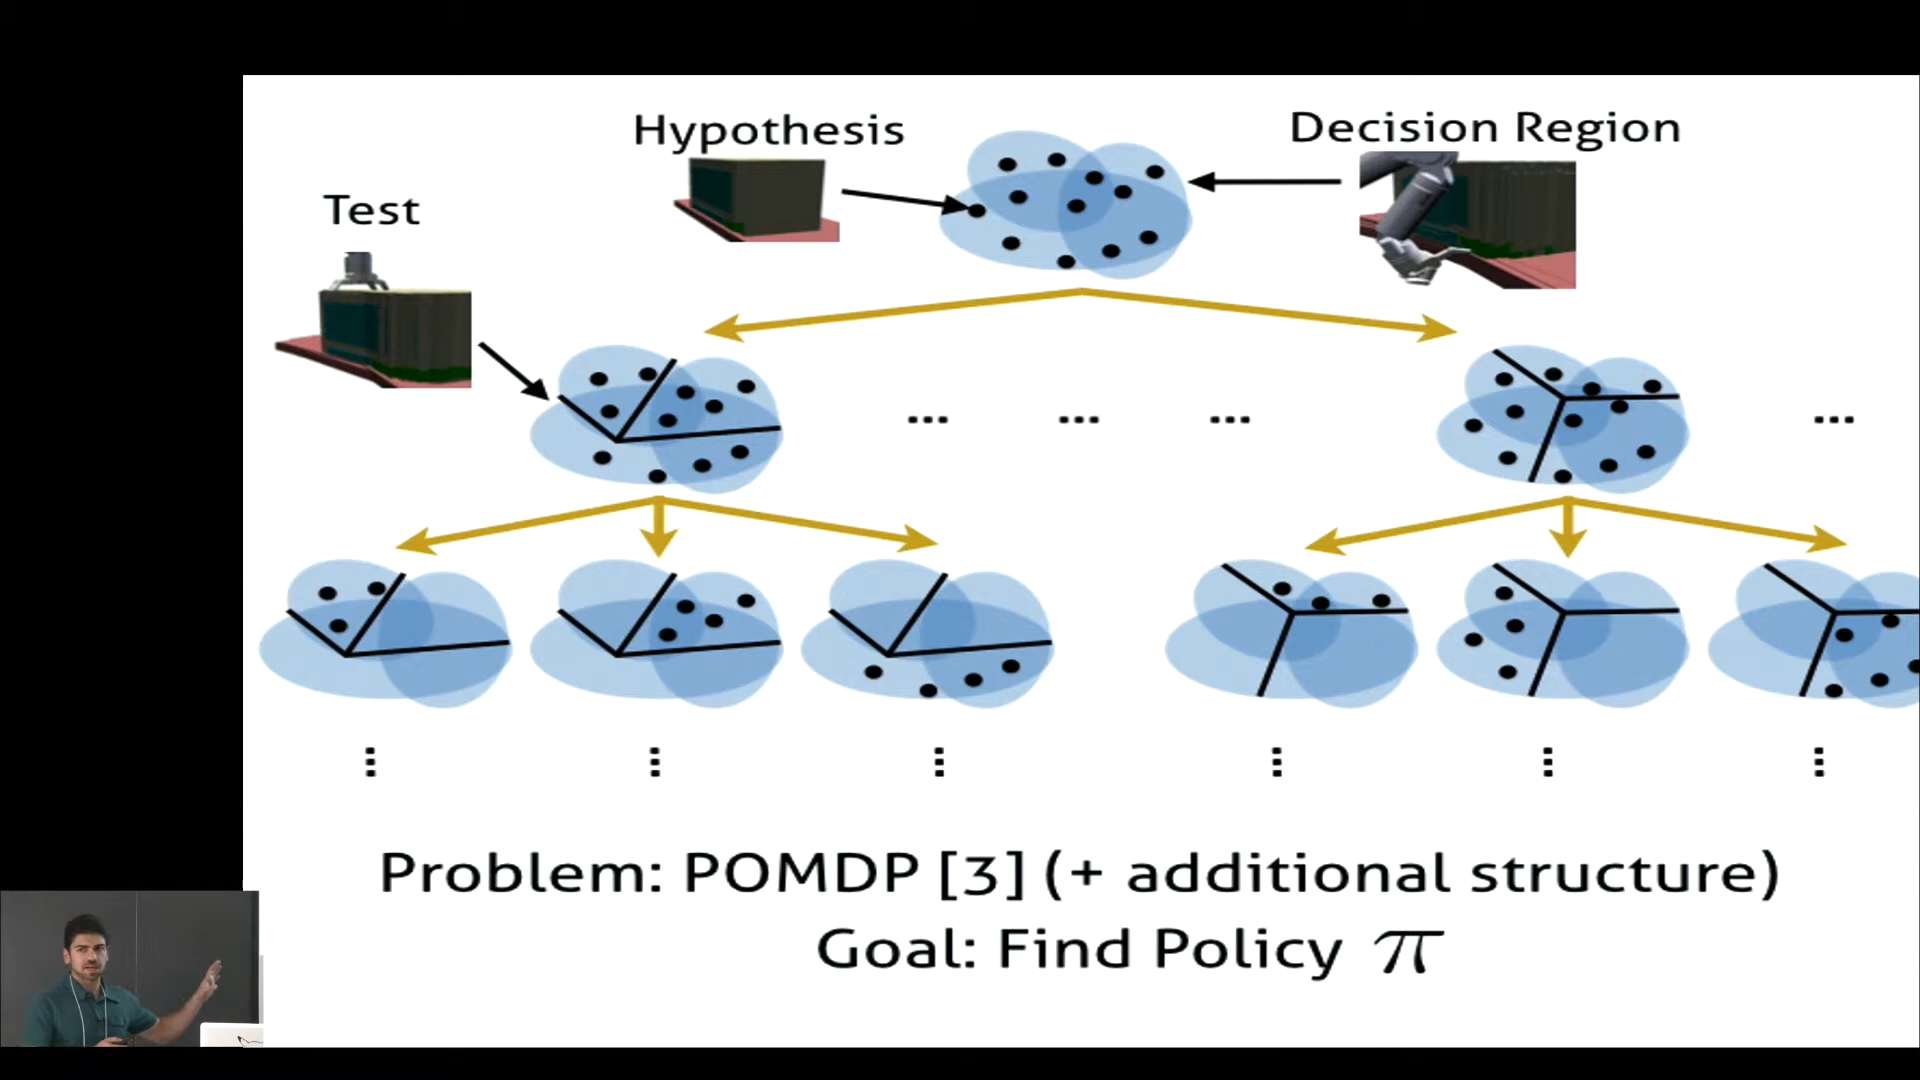 Hypothesis
Decision Region
Test
... ... ... ...
Problem: POMDP [3] (+ additional structure)
Goal: Find Policy π